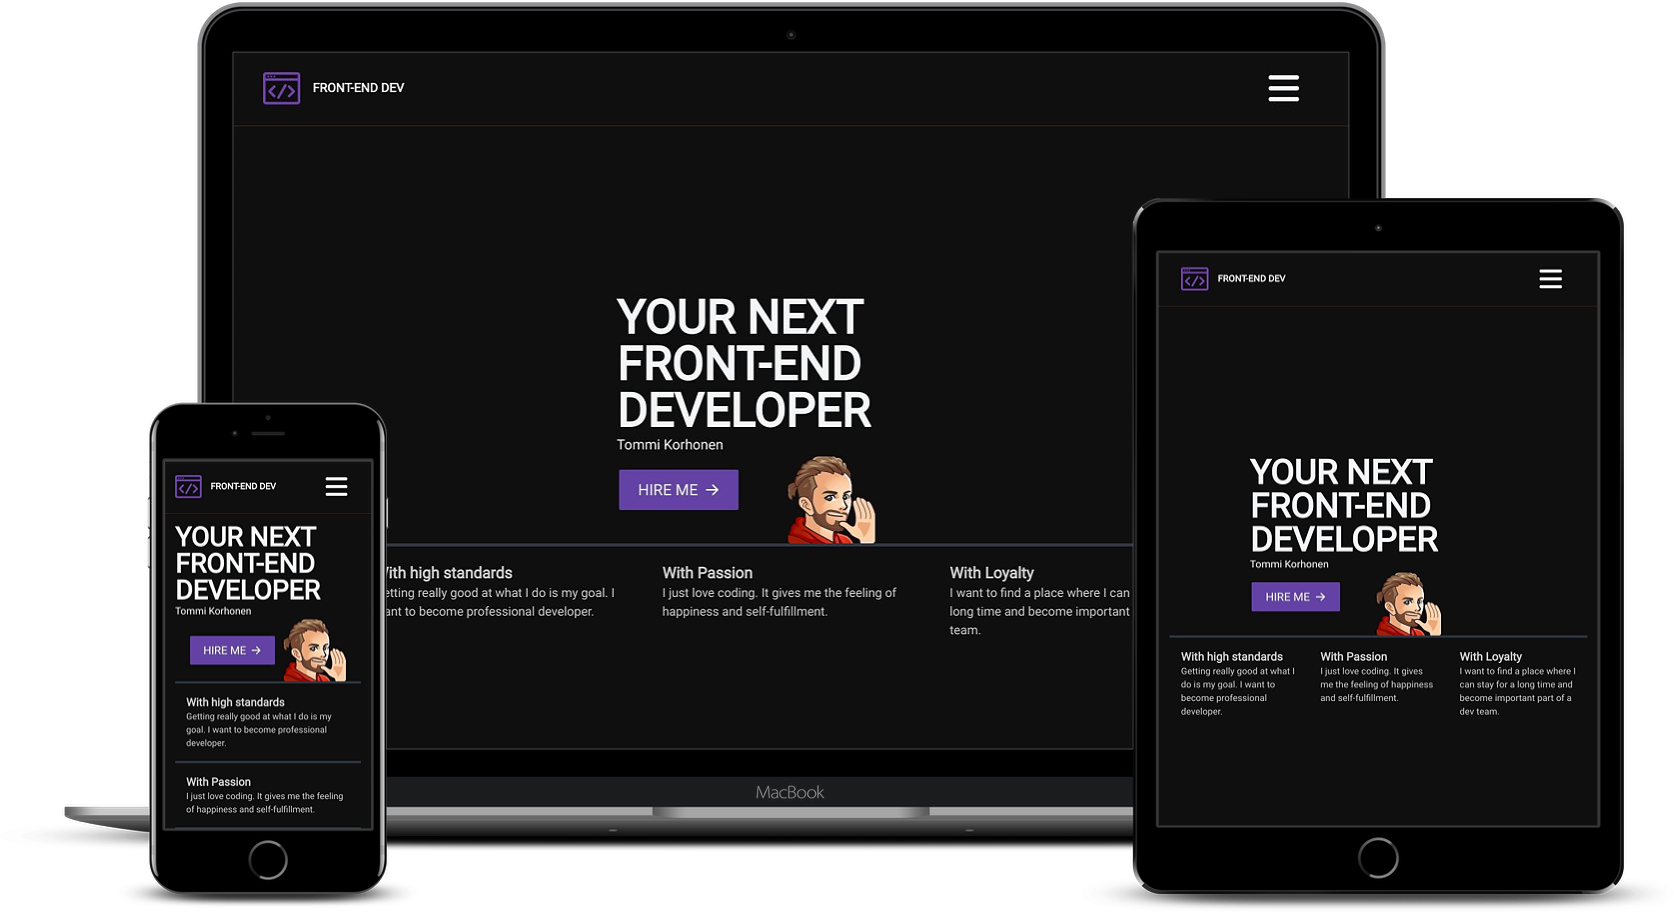 FRONT-END DEV
YOUR NEXT
FRONT-END
DEVELOPER
Tommi Korhonen
HIRE ME →
ith high standards
etting really good at what I do is my goal. I
ant to become professional developer.
With Passion
I just love coding. It gives me the feeling of
happiness and self-fulfillment.
With Loyalty
I want to find a place where I can
long time and become important
team.
MacBook
FRONT-END DEV
YOUR NEXT
FRONT-END
DEVELOPER
Tommi Korhonen
HIRE ME →
With high standards
Getting really good at what I do is my
goal. I want to become professional
developer.
With Passion
I just love coding. It gives me the feeling
of happiness and self-fulfillment.
FRONT-END DEV
YOUR NEXT
FRONT-END
DEVELOPER
Tommi Korhonen
HIRE ME →
With high standards
Getting really good at what I
do is my goal. I want to
become professional
developer.
With Passion
I just love coding. It gives
me the feeling of happiness
and self-fulfillment.
With Loyalty
I want to find a place where I
can stay for a long time and
become important part of a
dev team.